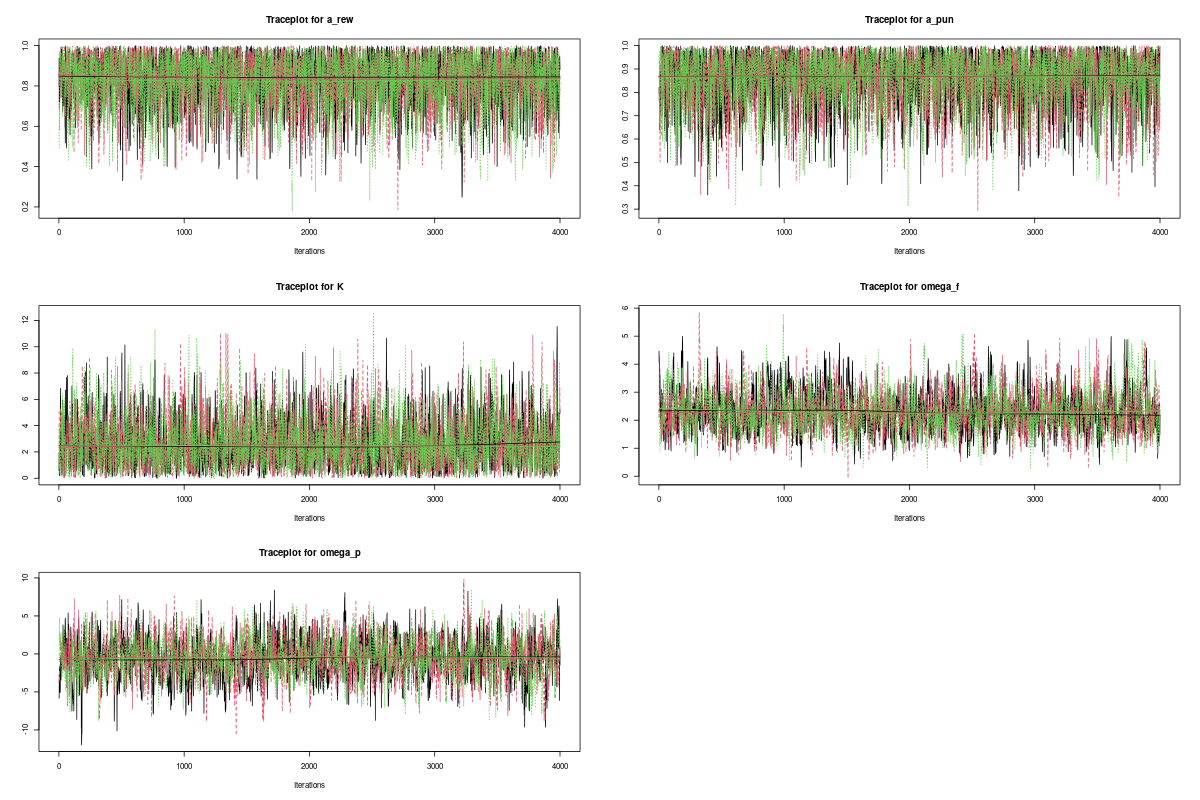 Traceplot for a_rew
1.0
0.8
0.6
0.4
0.2
0 1000 2000 3000 4000
Iterations
Traceplot for a_pun
1.0
0.9
0.8
0.7
0.6
0.5
0.4
0.3
0 1000 2000 3000 4000
Iterations
Traceplot for K
12
10
8
6
4
2
0
0 1000 2000 3000 4000
Iterations
Traceplot for omega_f
6
5
4
3
2
1
0
0 1000 2000 3000 4000
Iterations
Traceplot for omega_p
10
5
0
-5
-10
0 1000 2000 3000 4000
Iterations